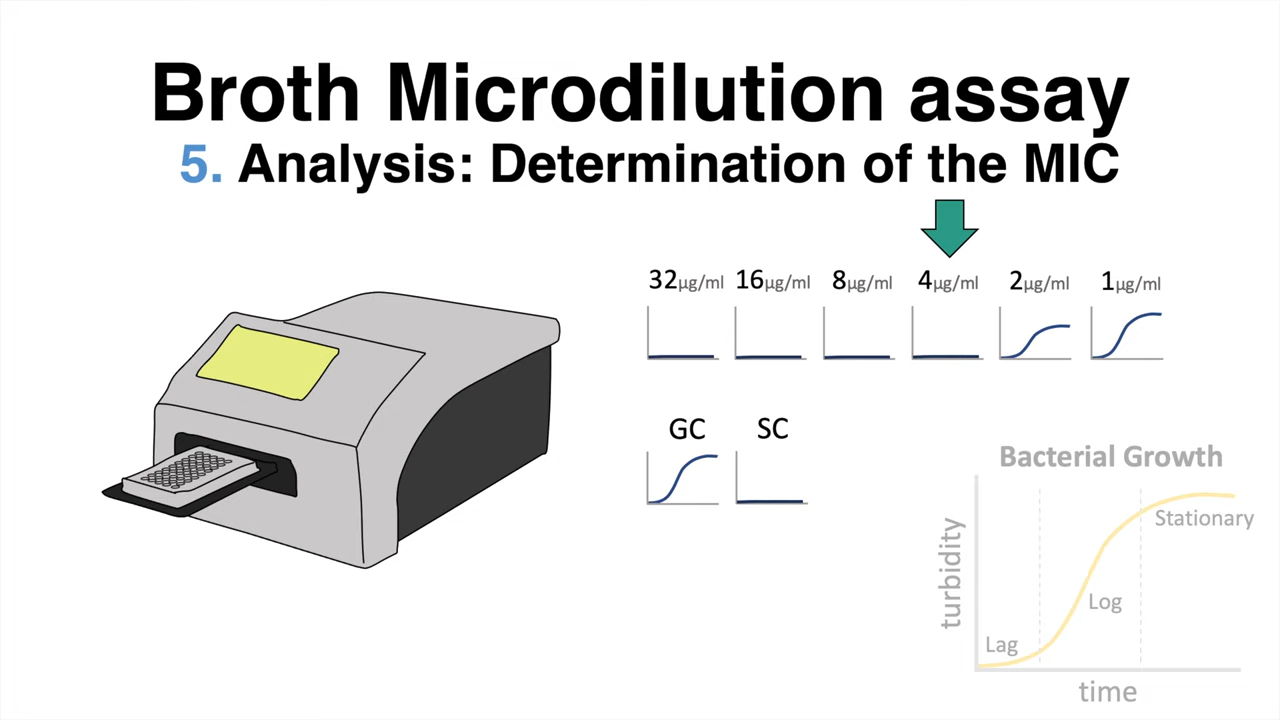 Broth Microdilution assay
5. Analysis: Determination of the MIC
32µg/ml 16µg/ml 8µg/ml 4µg/ml 2µg/ml 1µg/ml
GC SC
Bacterial Growth
turbidity
Stationary
Log
Lag
time